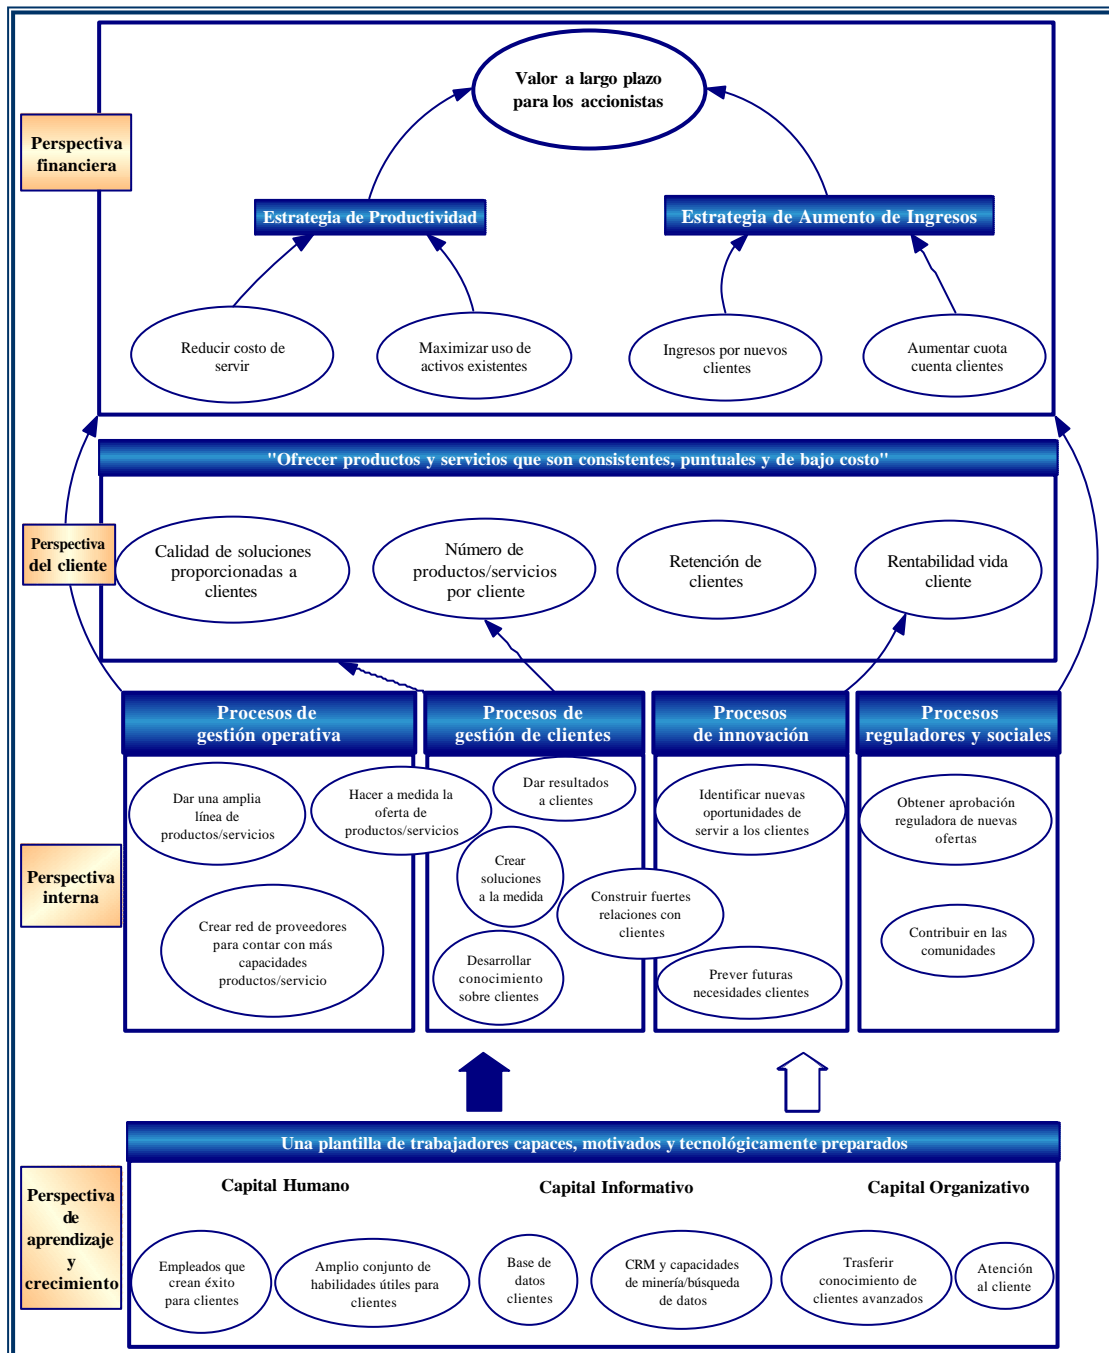 Valor a largo plazo
para los accionistas
Perspectiva
financiera
Estrategia de Productividad
Estrategia de Aumento de Ingresos
Reducir costo de
servir
Maximizar uso de
activos existentes
Ingresos por nuevos
clientes
Aumentar cuota
cuenta clientes
"Ofrecer productos y servicios que son consistentes, puntuales y de bajo costo"
Perspectiva
del cliente
Calidad de soluciones
proporcionadas a
clientes
Número de
productos/servicios
por cliente
Retención de
clientes
Rentabilidad vida
cliente
Procesos de
gestión operativa
Procesos de
gestión de clientes
Procesos
de innovación
Procesos
reguladores y sociales
Perspectiva
interna
Dar una amplia
línea de
productos/servicios
Hacer a medida la
oferta de
productos/servicios
Dar resultados
a clientes
Identificar nuevas
oportunidades de
servir a los clientes
Obtener aprobación
reguladora de nuevas
ofertas
Crear
soluciones
a la medida
Construir fuertes
relaciones con
clientes
Crear red de proveedores
para contar con más
capacidades
productos/servicio
Desarrollar
conocimiento
sobre clientes
Prever futuras
necesidades clientes
Contribuir en las
comunidades
Una plantilla de trabajadores capaces, motivados y tecnológicamente preparados
Perspectiva
de
aprendizaje
y
crecimiento
Capital Humano
Capital Informativo
Capital Organizativo
Empleados que
crean éxito
para clientes
Amplio conjunto de
habilidades útiles para
clientes
Base de
datos
clientes
CRM y capacidades
de minería/búsqueda
de datos
Trasferir
conocimiento de
clientes avanzados
Atención
al cliente